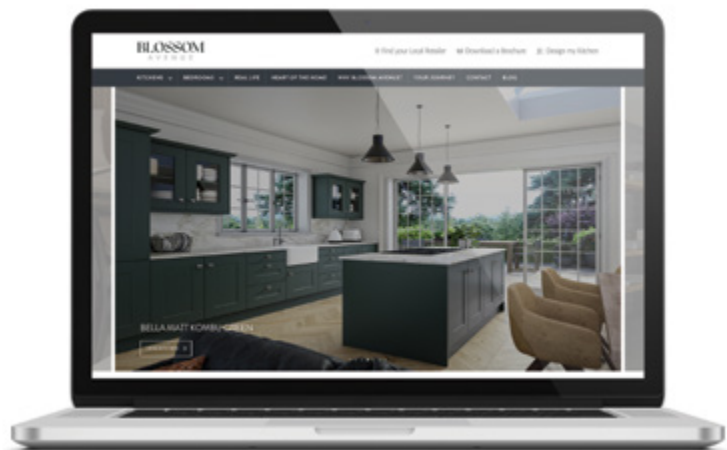 BLOSSOM
AVENUE
Find your Local Retailer Download a Brochure Design my Kitchen
KITCHENS BEDROOMS REAL LIFE HEART OF THE HOME WHY BLOSSOM AVENUE? YOUR JOURNEY CONTACT BLOG
BELLA MATT KOMBU GREEN